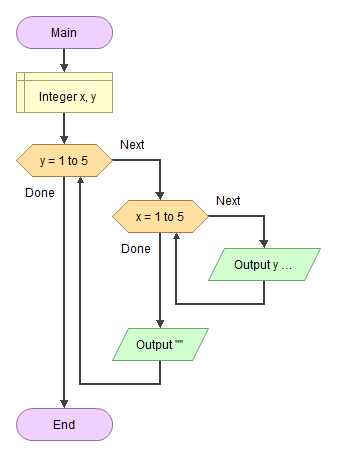 Main
Integer x, y
y = 1 to 5
Next
Done
x = 1 to 5
Next
Done
Output y ...
Output ""
End